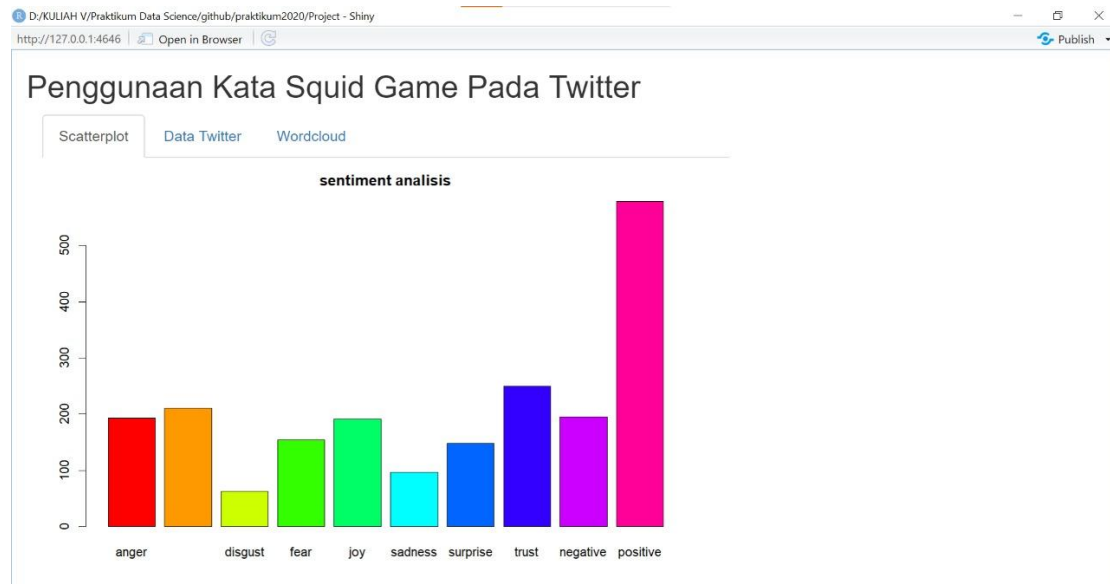 D:/KULIAH V/Praktikum Data Science/github/praktikum2020/Project - Shiny
http://127.0.0.1:4646 Open in Browser Publish
Penggunaan Kata Squid Game Pada Twitter
Scatterplot Data Twitter Wordcloud
sentiment analisis
500
400
300
200
100
0
anger disgust fear joy sadness surprise trust negative positive